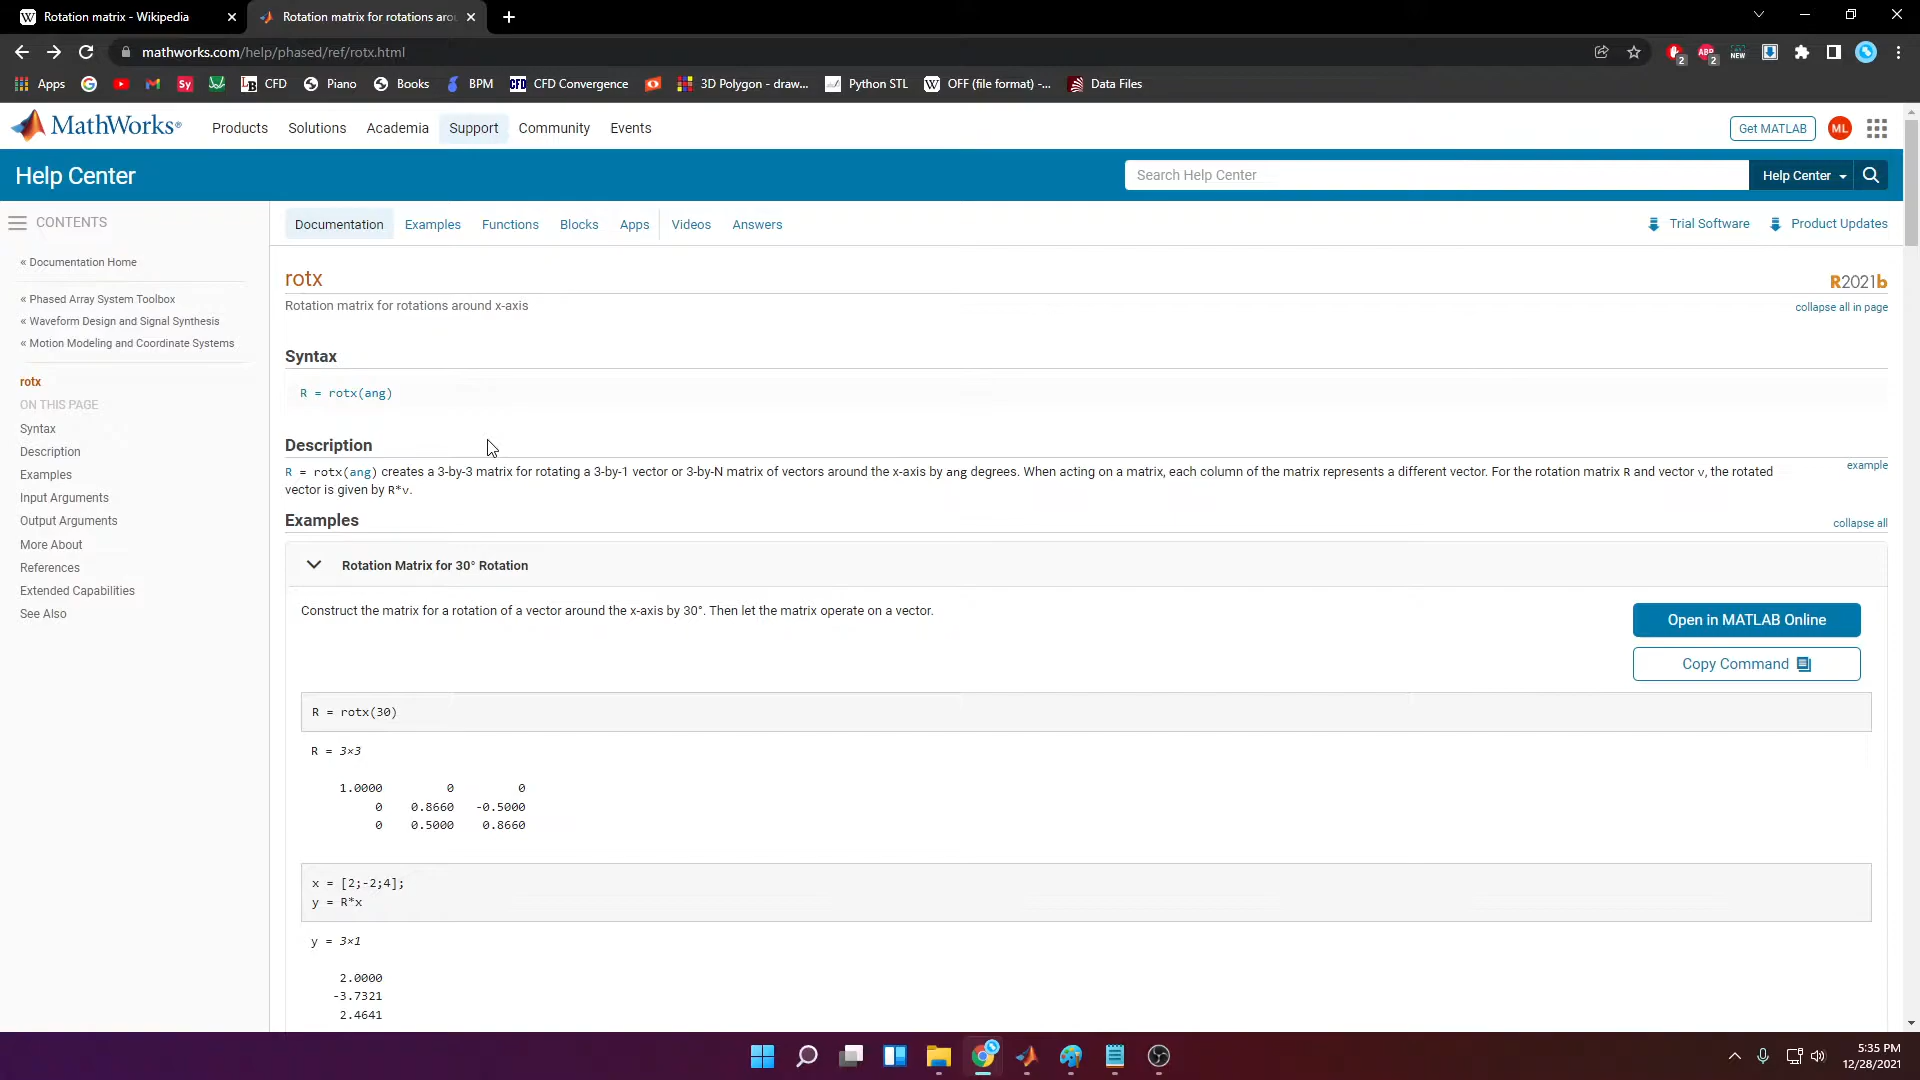 Rotation matrix - Wikipedia
Rotation matrix for rotations arou
mathworks.com/help/phased/ref/rotx.html
Apps
CFD
Piano
Books
BPM
CFD Convergence
3D Polygon - draw...
Python STL
OFF (file format) -...
Data Files
MathWorks®
Products
Solutions
Academia
Support
Community
Events
Get MATLAB
ML
Help Center
Search Help Center
Help Center
CONTENTS
« Documentation Home
« Phased Array System Toolbox
« Waveform Design and Signal Synthesis
« Motion Modeling and Coordinate Systems
rotx
ON THIS PAGE
Syntax
Description
Examples
Input Arguments
Output Arguments
More About
References
Extended Capabilities
See Also
Documentation
Examples
Functions
Blocks
Apps
Videos
Answers
Trial Software
Product Updates
rotx
R2021b
Rotation matrix for rotations around x-axis
collapse all in page
Syntax
R = rotx(ang)
Description
R = rotx(ang) creates a 3-by-3 matrix for rotating a 3-by-1 vector or 3-by-N matrix of vectors around the x-axis by ang degrees. When acting on a matrix, each column of the matrix represents a different vector. For the rotation matrix R and vector v, the rotated
vector is given by R*v.
example
Examples
collapse all
Rotation Matrix for 30° Rotation
Construct the matrix for a rotation of a vector around the x-axis by 30°. Then let the matrix operate on a vector.
Open in MATLAB Online
Copy Command
R = rotx(30)
R = 3×3
1.0000 0 0
0 0.8660 -0.5000
0 0.5000 0.8660
x = [2;-2;4];
y = R*x
y = 3×1
2.0000
-3.7321
2.4641
5:35 PM
12/28/2021